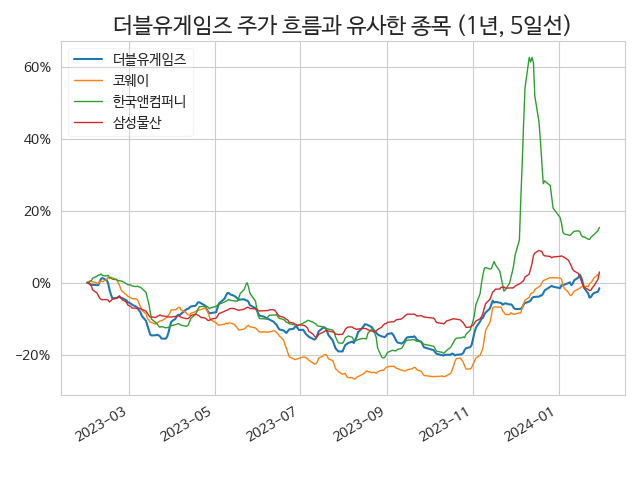 더블유게임즈 주가 흐름과 유사한 종목 (1년, 5일선)
더블유게임즈
코웨이
한국앤컴퍼니
삼성물산
60%
40%
20%
0%
−20%
2023−03
2023−05
2023−07
2023−09
2023−11
2024−01